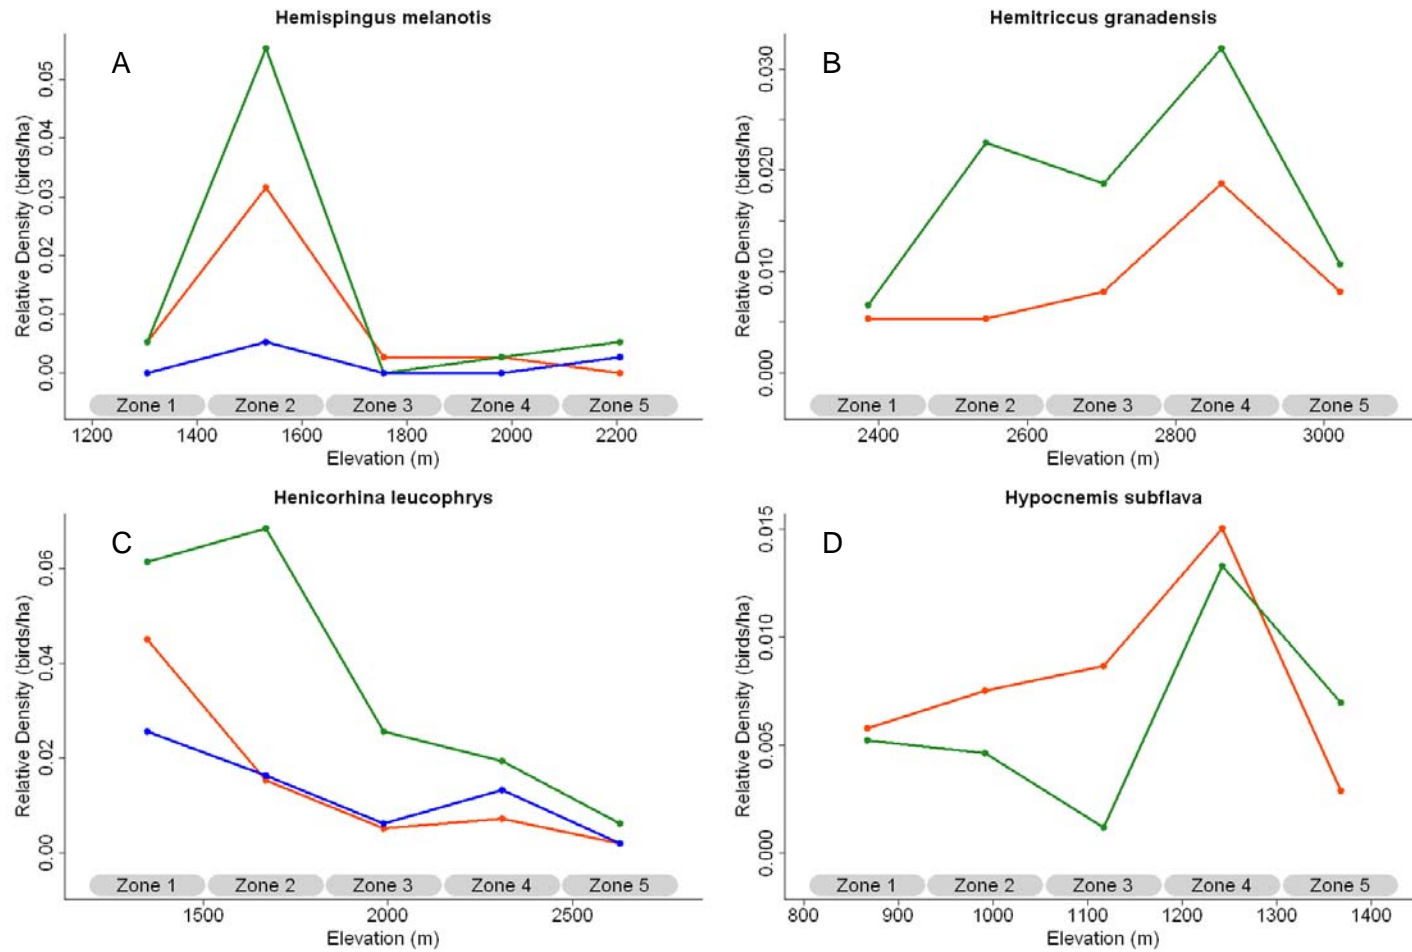 Hemispingus melanotis
A
Relative Density (birds/ha)
0.05
0.04
0.03
0.02
0.01
0.00
Zone 1 Zone 2 Zone 3 Zone 4 Zone 5
1200 1400 1600 1800 2000 2200
Elevation (m)
Hemitriccus granadensis
B
Relative Density (birds/ha)
0.030
0.020
0.010
0.000
Zone 1 Zone 2 Zone 3 Zone 4 Zone 5
2400 2600 2800 3000
Elevation (m)
Henicorhina leucophrys
C
Relative Density (birds/ha)
0.06
0.04
0.02
0.00
Zone 1 Zone 2 Zone 3 Zone 4 Zone 5
1500 2000 2500
Elevation (m)
Hypocnemis subflava
D
Relative Density (birds/ha)
0.015
0.010
0.005
0.000
Zone 1 Zone 2 Zone 3 Zone 4 Zone 5
800 900 1000 1100 1200 1300 1400
Elevation (m)